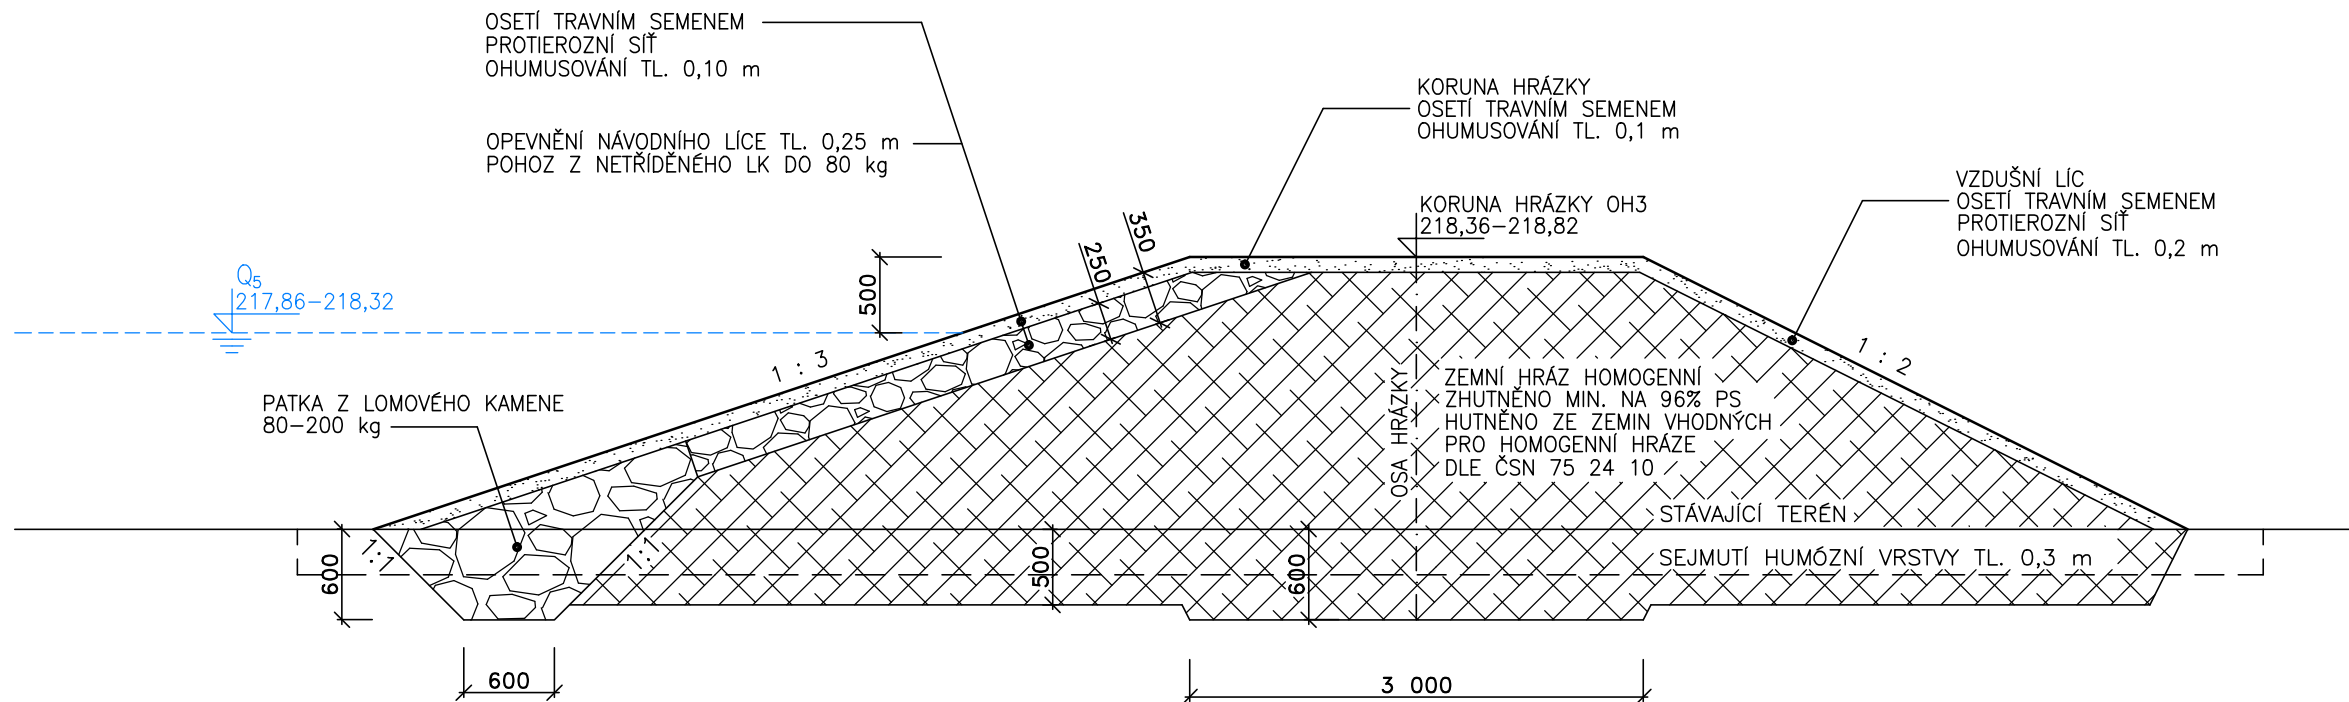 OSETÍ TRAVNÍM SEMENEM
PROTIEROZNÍ SÍŤ
OHUMUSOVÁNÍ TL. 0,10 m
OPEVNĚNÍ NÁVODNÍHO LÍCE TL. 0,25 m
POHOZ Z NETŘÍDĚNÉHO LK DO 80 kg
KORUNA HRÁZKY
OSETÍ TRAVNÍM SEMENEM
OHUMUSOVÁNÍ TL. 0,1 m
KORUNA HRÁZKY OH3
218,36-218,82
VZDUŠNÍ LÍC
OSETÍ TRAVNÍM SEMENEM
PROTIEROZNÍ SÍŤ
OHUMUSOVÁNÍ TL. 0,2 m
Q5
217,86-218,32
500
350
250
1 : 3
1 : 2
PATKA Z LOMOVÉHO KAMENE
80-200 kg
OSA HRÁZKY
ZEMNÍ HRÁZ HOMOGENNÍ
ZHUTNĚNO MIN. NA 96% PS
HUTNĚNO ZE ZEMIN VHODNÝCH
PRO HOMOGENNÍ HRÁZE
DLE ČSN 75 24 10
STÁVAJÍCÍ TERÉN
SEJMUTÍ HUMÓZNÍ VRSTVY TL. 0,3 m
600
1:1
1:1
500
600
600
3 000